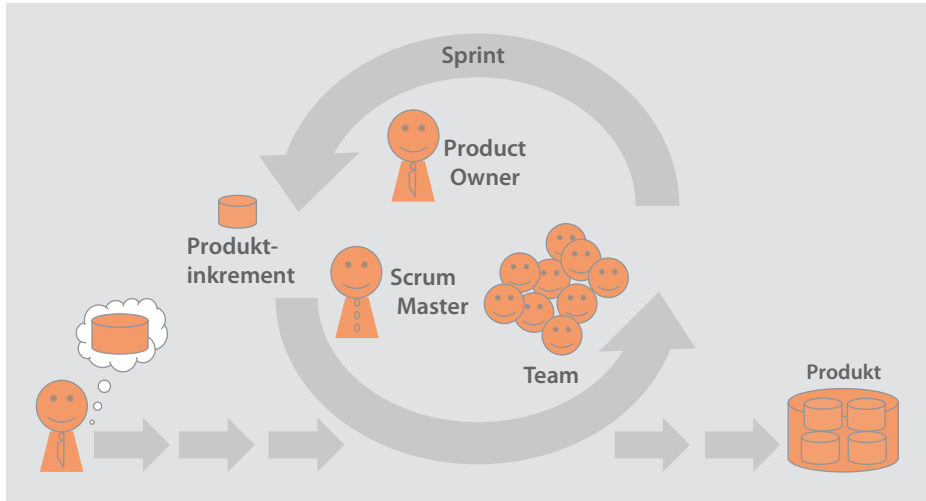 Sprint
Product
Owner
Produkt-
inkrement
Scrum
Master
Team
Produkt